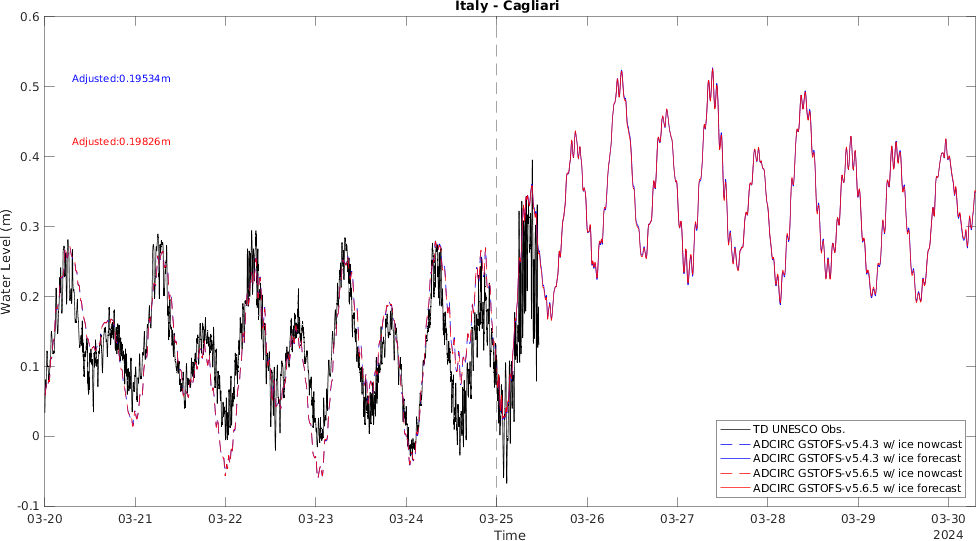 Italy - Cagliari
0.6
0.5
0.4
0.3
0.2
0.1
0
-0.1
Water Level (m)
Adjusted:0.19534m
Adjusted:0.19826m
TD UNESCO Obs.
ADCIRC GSTOFS-v5.4.3 w/ ice nowcast
ADCIRC GSTOFS-v5.4.3 w/ ice forecast
ADCIRC GSTOFS-v5.6.5 w/ ice nowcast
ADCIRC GSTOFS-v5.6.5 w/ ice forecast
03-20 03-21 03-22 03-23 03-24 03-25 03-26 03-27 03-28 03-29 03-30
Time
2024